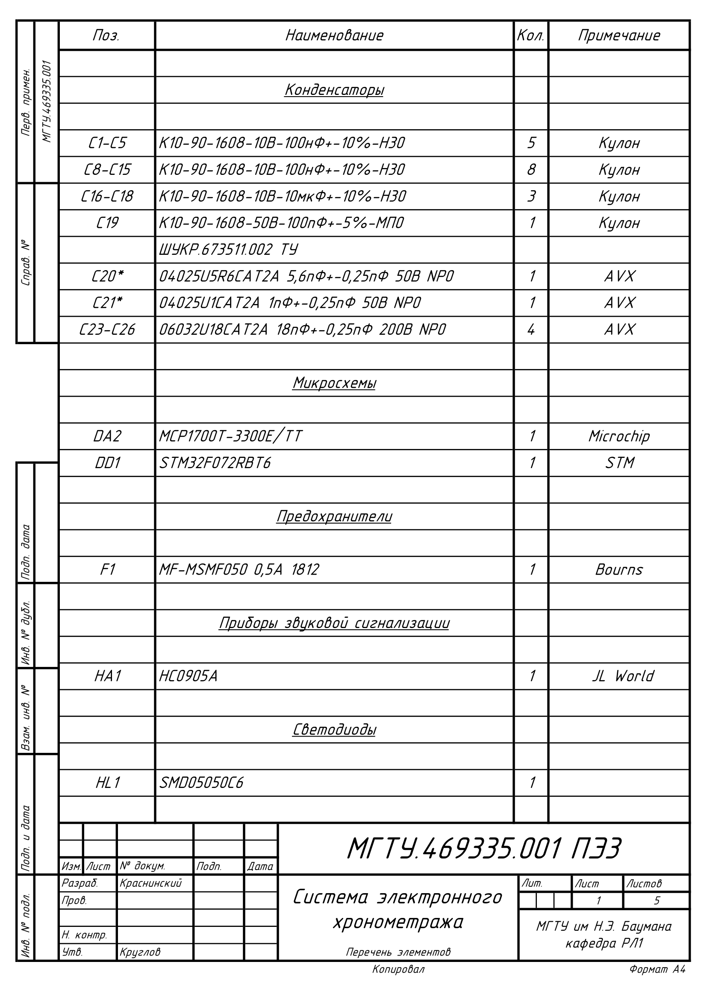 Поз. Наименование Кол. Примечание
Конденсаторы
C1-C5 К10-90-1608-10В-100нФ+-10%-Н30 5 Кулон
C8-C15 К10-90-1608-10В-100нФ+-10%-Н30 8 Кулон
C16-C18 К10-90-1608-10В-10мкФ+-10%-Н30 3 Кулон
C19 К10-90-1608-50В-100пФ+-5%-МП0 1 Кулон
ШУКР.673511.002 ТУ
C20* 04025U5R6CAT2A 5,6пФ+-0,25пФ 50В NP0 1 AVX
C21* 04025U1CAT2A 1пФ+-0,25пФ 50В NP0 1 AVX
C23-C26 06032U18CAT2A 18пФ+-0,25пФ 200В NP0 4 AVX
Микросхемы
DA2 MCP1700T-3300E/TT 1 Microchip
DD1 STM32F072RBT6 1 STM
Предохранители
F1 MF-MSMF050 0,5А 1812 1 Bourns
Приборы звуковой сигнализации
HA1 HC0905A 1 JL World
Светодиоды
HL1 SMD05050C6 1
Перв. примен.
МГТУ.469335.001
Справ. №
Подп. дата
Инв. № дубл.
Взам. инв. №
Подп. и дата
Инв. № подл.
МГТУ.469335.001 ПЭ3
Изм. Лист № докум. Подп. Дата
Разраб. Краснинский
Пров.
Н. контр.
Утв. Круглов
Система электронного
хронометража
Перечень элементов
Лит. Лист Листов
1 5
МГТУ им Н.Э. Баумана
кафедра РЛ1
Копировал Формат А4